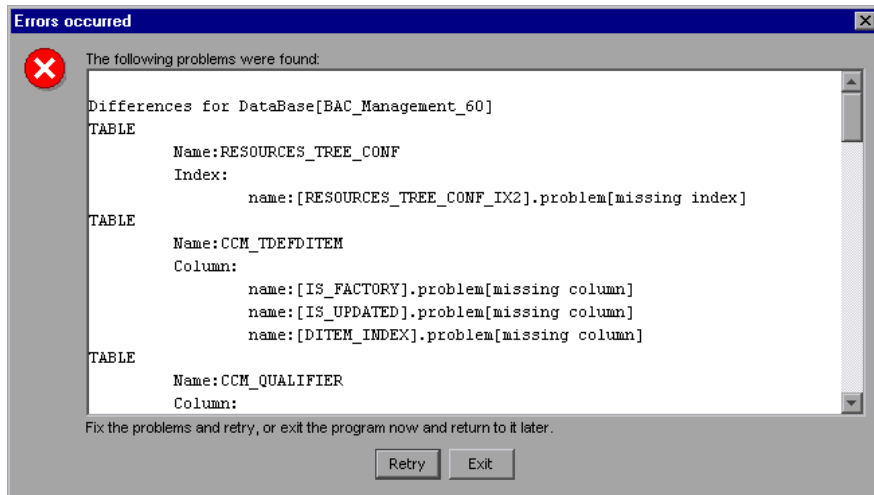 Errors occurred
The following problems were found:
Differences for DataBase[BAC_Management_60]
TABLE
Name:RESOURCES_TREE_CONF
Index:
name:[RESOURCES_TREE_CONF_IX2].problem[missing index]
TABLE
Name:CCM_TDEFDITEM
Column:
name:[IS_FACTORY].problem[missing column]
name:[IS_UPDATED].problem[missing column]
name:[DITEM_INDEX].problem[missing column]
TABLE
Name:CCM_QUALIFIER
Column:
Fix the problems and retry, or exit the program now and return to it later.
Retry Exit